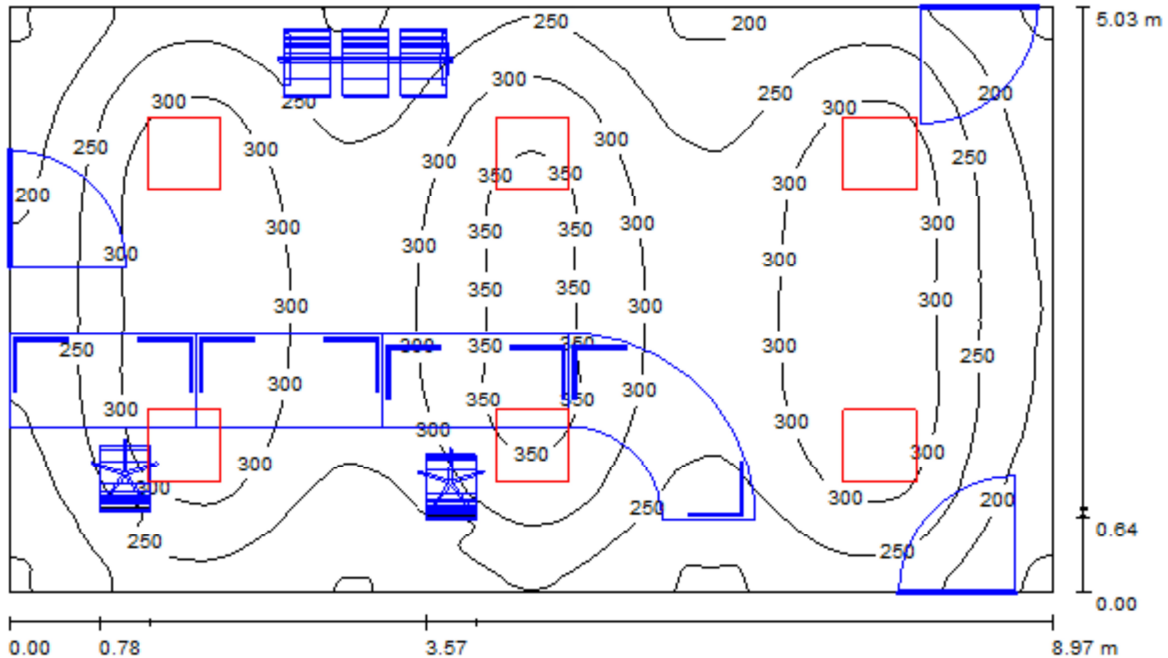 200 5.03 m
250
300 250 250 300 200
250 300 300 250
350 350 300
200 300 300 350 350 300 300
300 300 300
350 350 300 300
300 300 350 350 300 300
250 300 350 350 300 250
300 300 300
300 350 350
300 300 350 300
300 300 250 200
250 250 0.64
0.00
0.00 0.78 3.57 8.97 m